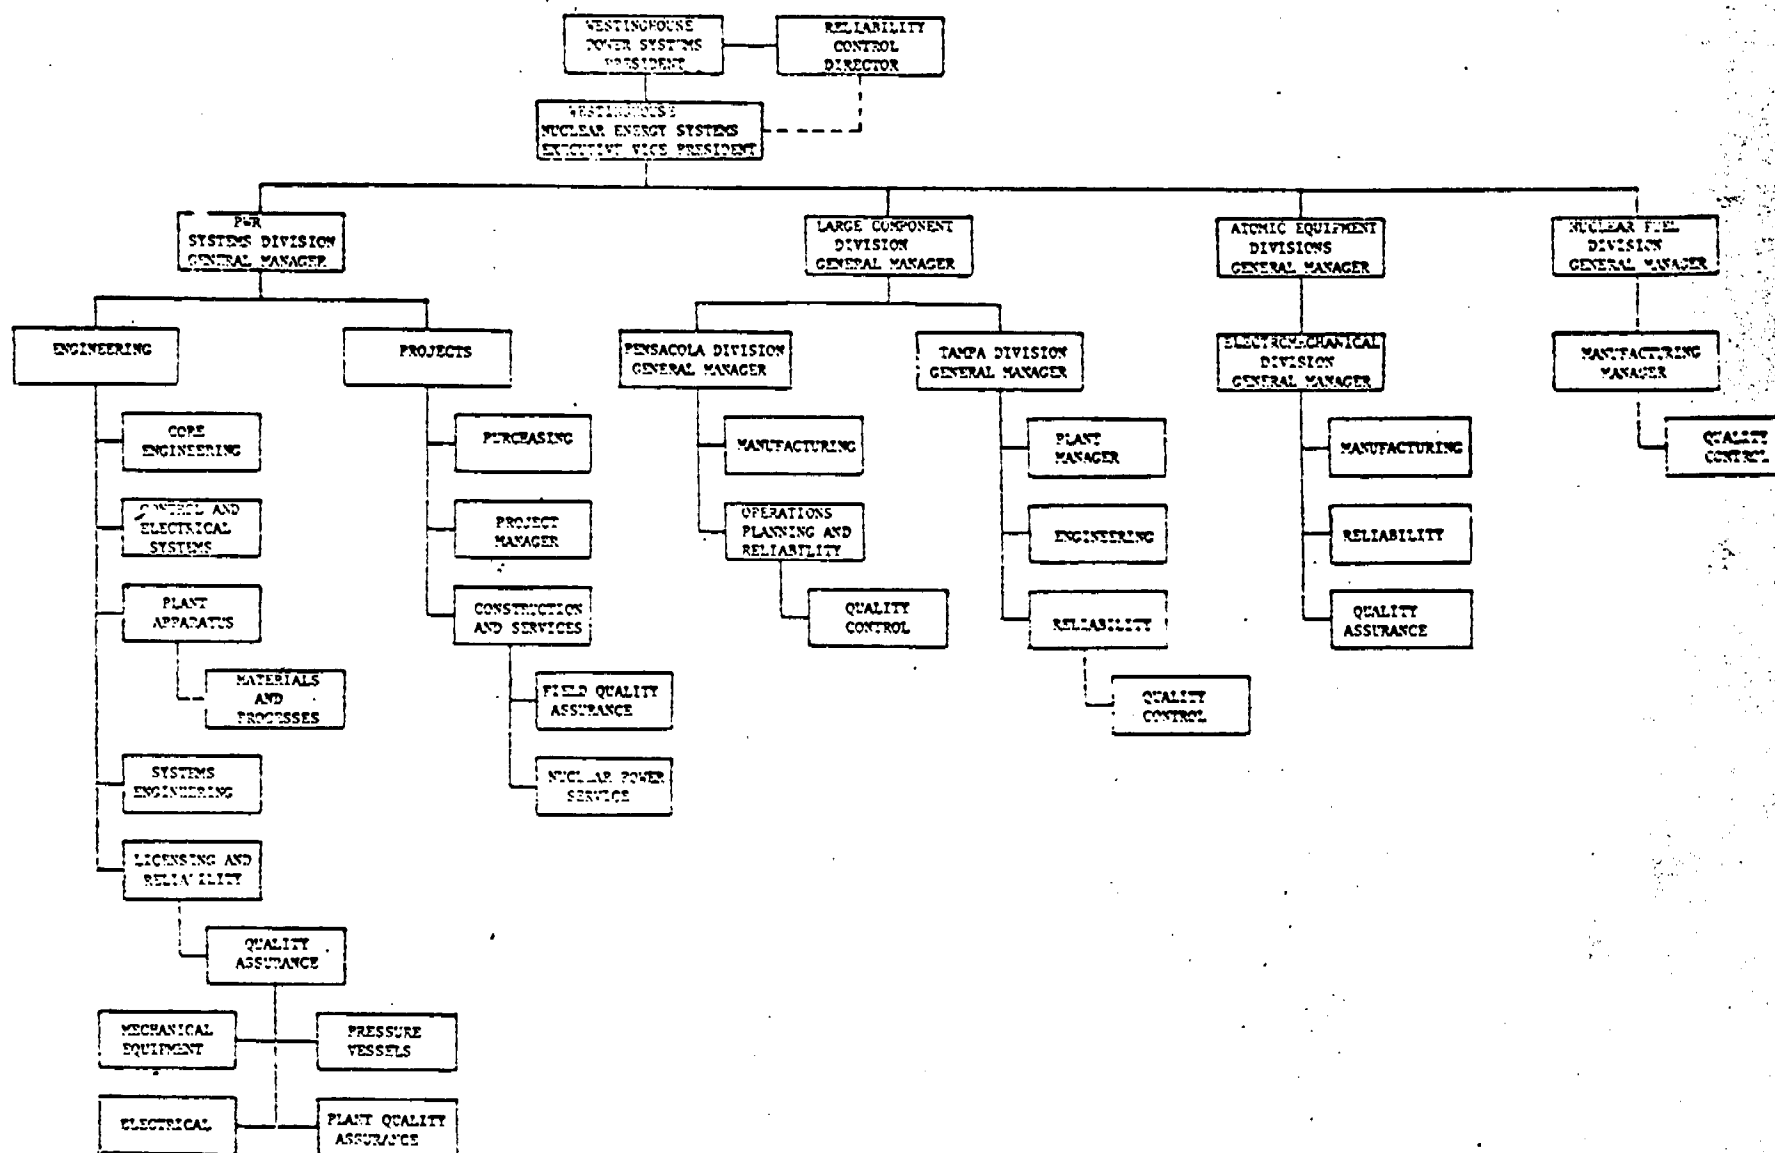 WESTINGHOUSE
POWER SYSTEMS
PRESIDENT
RELIABILITY
CONTROL
DIRECTOR
WESTINGHOUSE
NUCLEAR ENERGY SYSTEMS
EXECUTIVE VICE PRESIDENT
PWR
SYSTEMS DIVISION
GENERAL MANAGER
LARGE COMPONENT
DIVISION
GENERAL MANAGER
ATOMIC EQUIPMENT
DIVISIONS
GENERAL MANAGER
NUCLEAR FUEL
DIVISION
GENERAL MANAGER
ENGINEERING
PROJECTS
PENSACOLA DIVISION
GENERAL MANAGER
TAMPA DIVISION
GENERAL MANAGER
ELECTROMECHANICAL
DIVISION
GENERAL MANAGER
MANUFACTURING
MANAGER
CORE
ENGINEERING
PURCHASING
MANUFACTURING
PLANT
MANAGER
MANUFACTURING
QUALITY
CONTROL
CONTROL AND
ELECTRICAL
SYSTEMS
PROJECT
MANAGER
OPERATIONS
PLANNING AND
RELIABILITY
ENGINEERING
RELIABILITY
PLANT
APPARATUS
CONSTRUCTION
AND SERVICES
QUALITY
CONTROL
RELIABILITY
QUALITY
ASSURANCE
MATERIALS
AND
PROCESSES
FIELD QUALITY
ASSURANCE
QUALITY
CONTROL
SYSTEMS
ENGINEERING
NUCLEAR POWER
SERVICE
LICENSING AND
RELIABILITY
QUALITY
ASSURANCE
MECHANICAL
EQUIPMENT
PRESSURE
VESSELS
ELECTRICAL
PLANT QUALITY
ASSURANCE